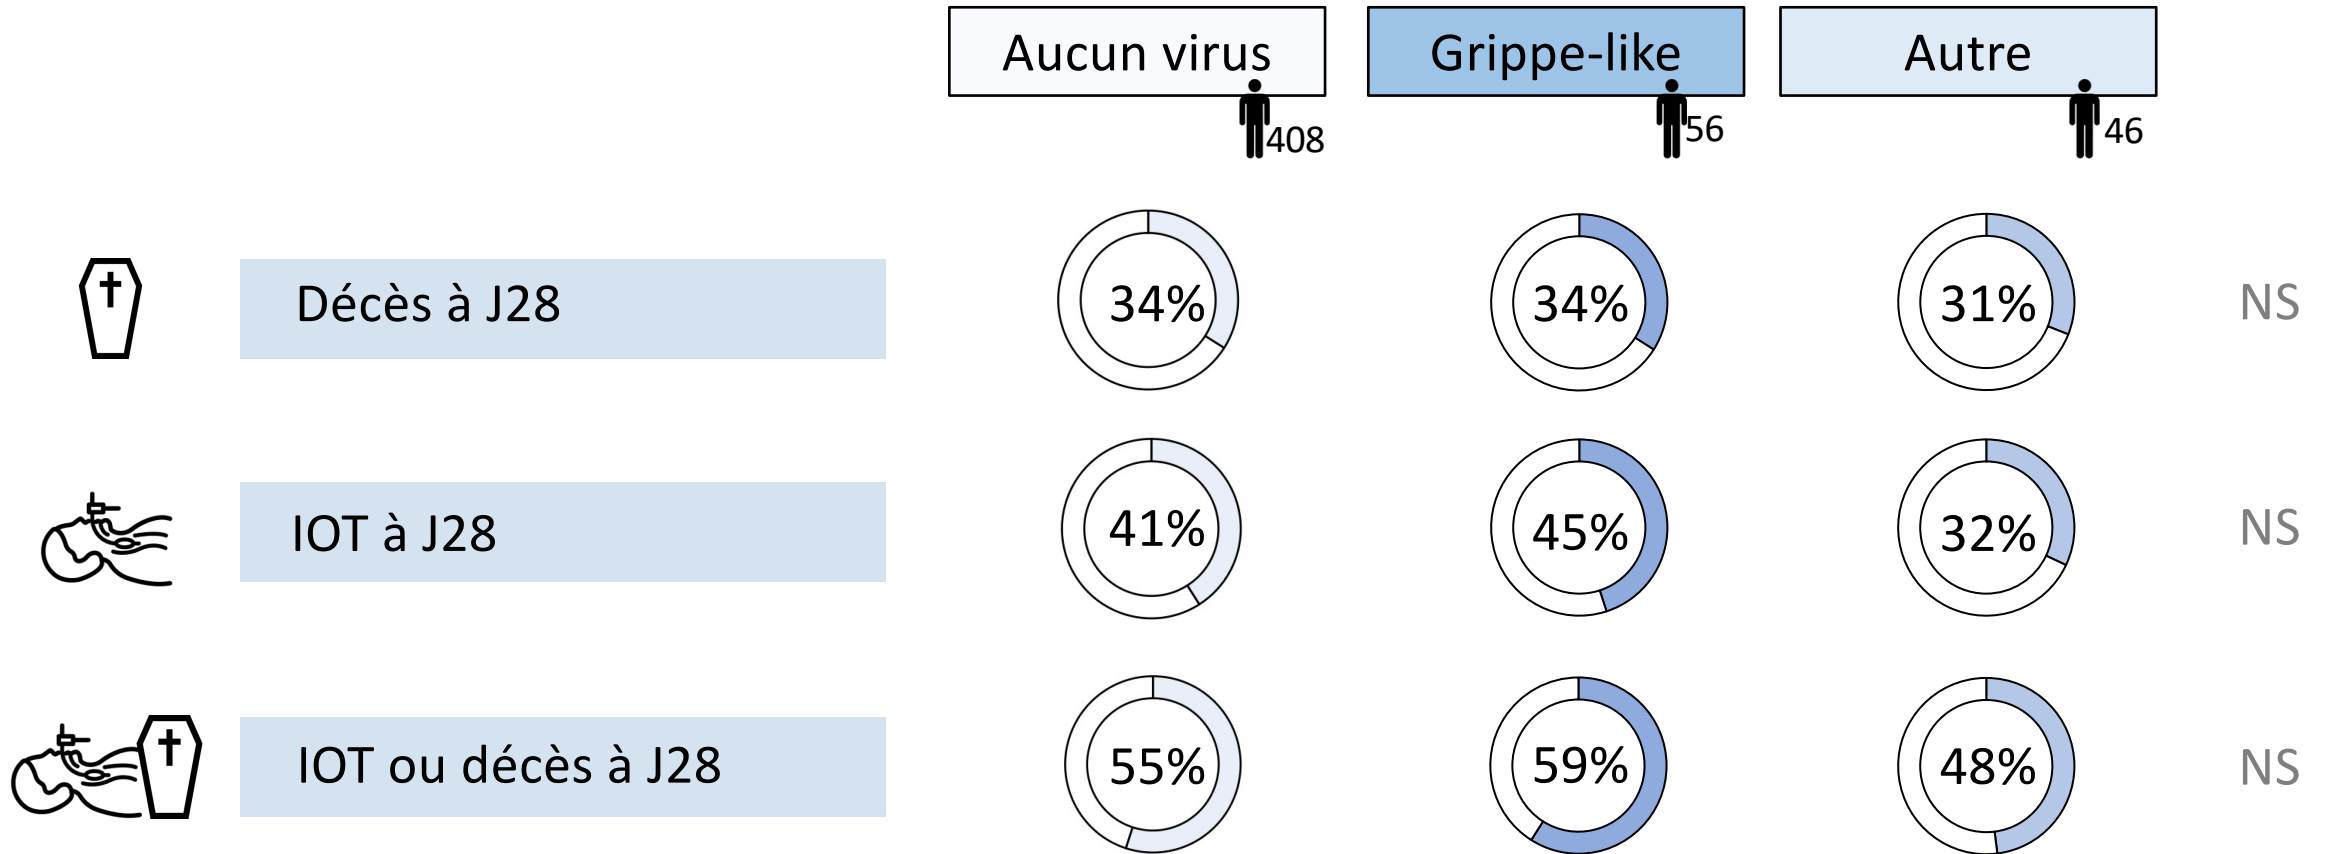 Aucun virus Grippe-like Autre
408 56 46
Décès à J28 34% 34% 31% NS
IOT à J28 41% 45% 32% NS
IOT ou décès à J28 55% 59% 48% NS